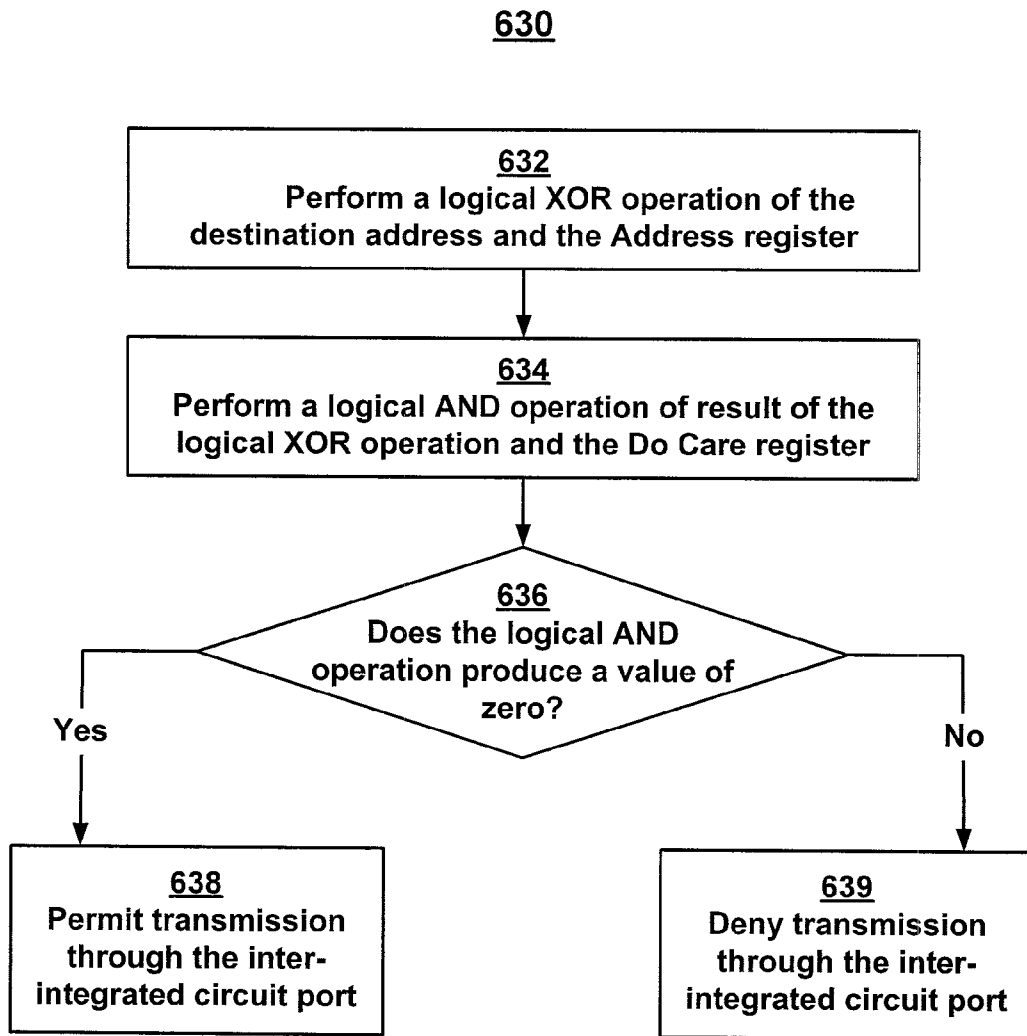 630
632
Perform a logical XOR operation of the
destination address and the Address register
634
Perform a logical AND operation of result of the
logical XOR operation and the Do Care register
636
Does the logical AND
operation produce a value of
zero?
Yes
No
638
Permit transmission
through the inter-
integrated circuit port
639
Deny transmission
through the inter-
integrated circuit port